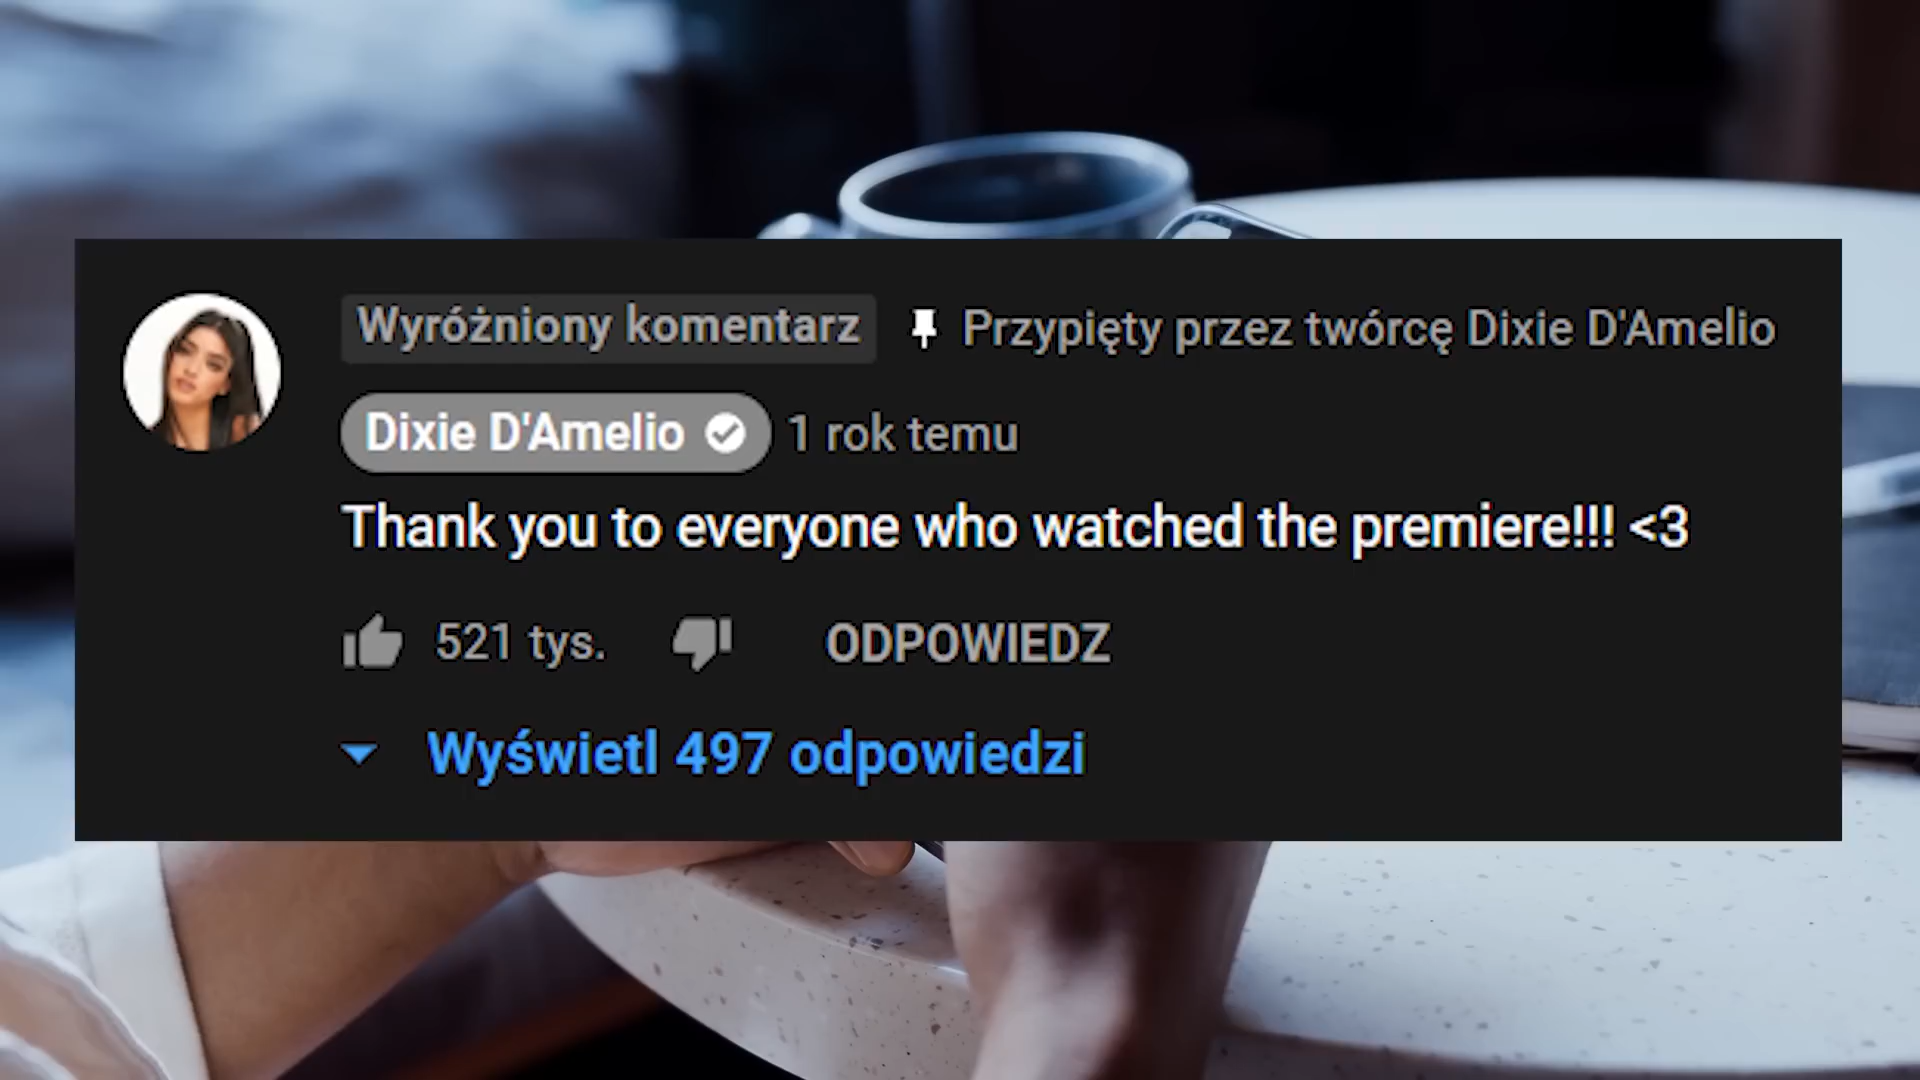 Wyróżniony komentarz Przypięty przez twórcę Dixie D'Amelio
Dixie D'Amelio 1 rok temu
Thank you to everyone who watched the premiere!!! <3
521 tys. ODPOWIEDZ
Wyświetl 497 odpowiedzi